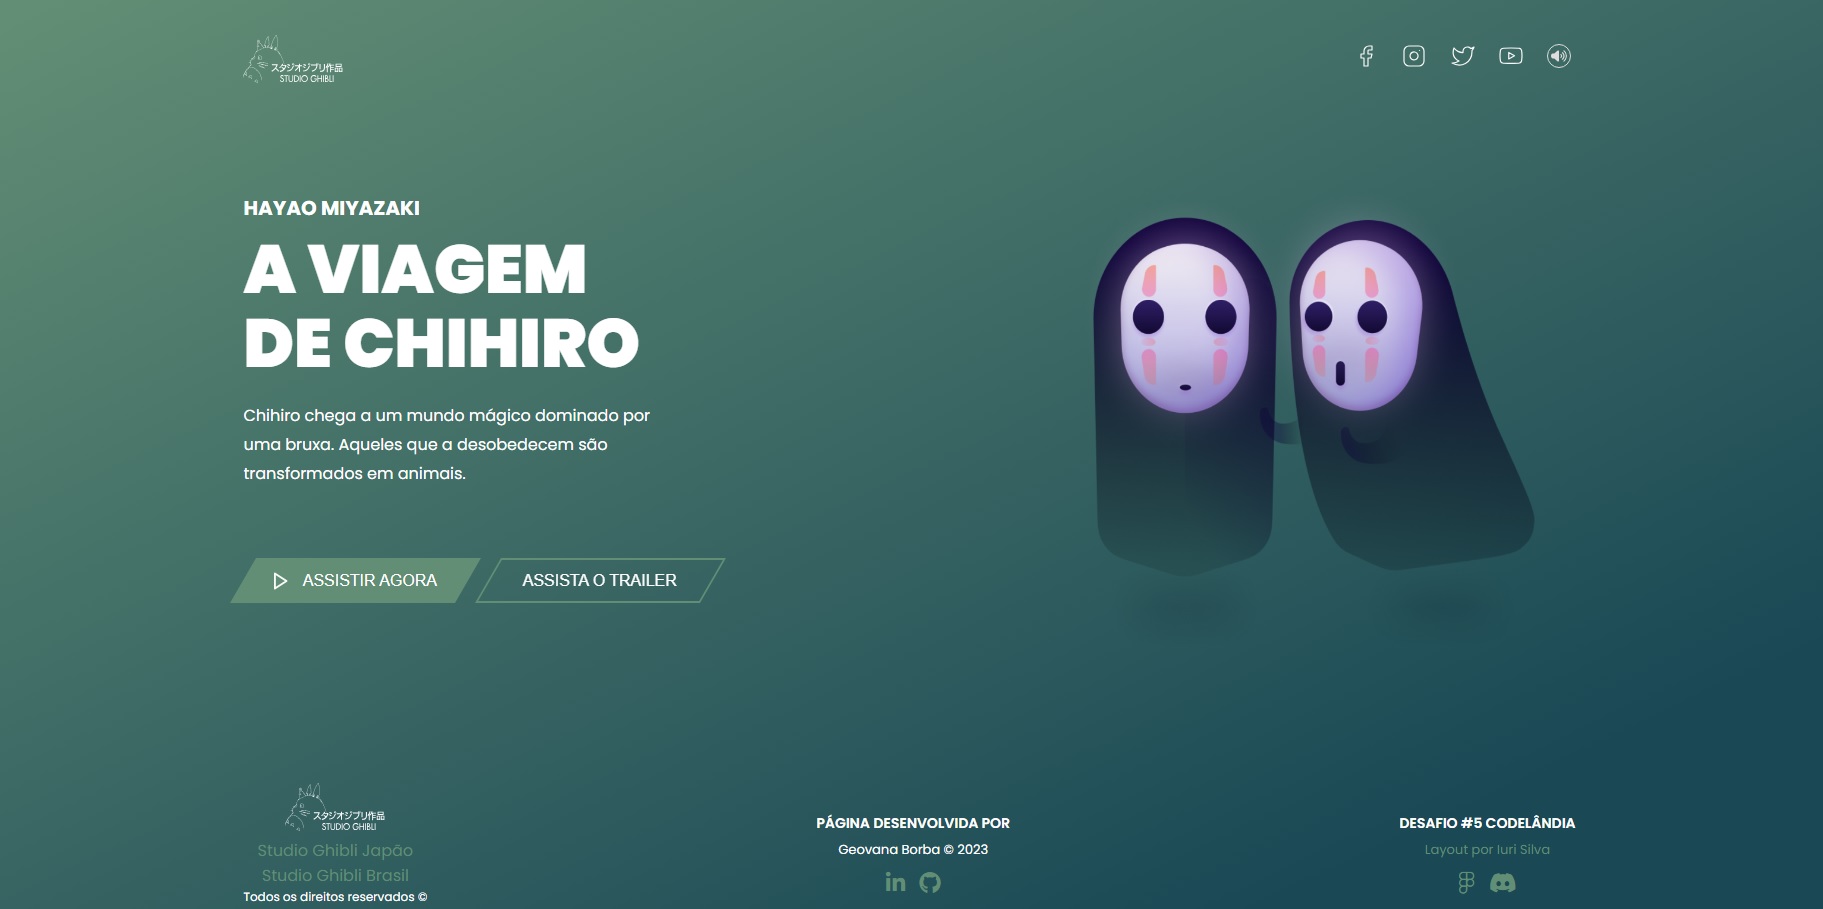 スタジオジブリ作品
STUDIO GHIBLI
HAYAO MIYAZAKI
A VIAGEM
DE CHIHIRO
Chihiro chega a um mundo mágico dominado por
uma bruxa. Aqueles que a desobedecem são
transformados em animais.
ASSISTIR AGORA
ASSISTA O TRAILER
スタジオジブリ作品
STUDIO GHIBLI
Studio Ghibli Japão
Studio Ghibli Brasil
Todos os direitos reservados ©
PÁGINA DESENVOLVIDA POR
Geovana Borba © 2023
in
DESAFIO #5 CODELÂNDIA
Layout por Iuri Silva